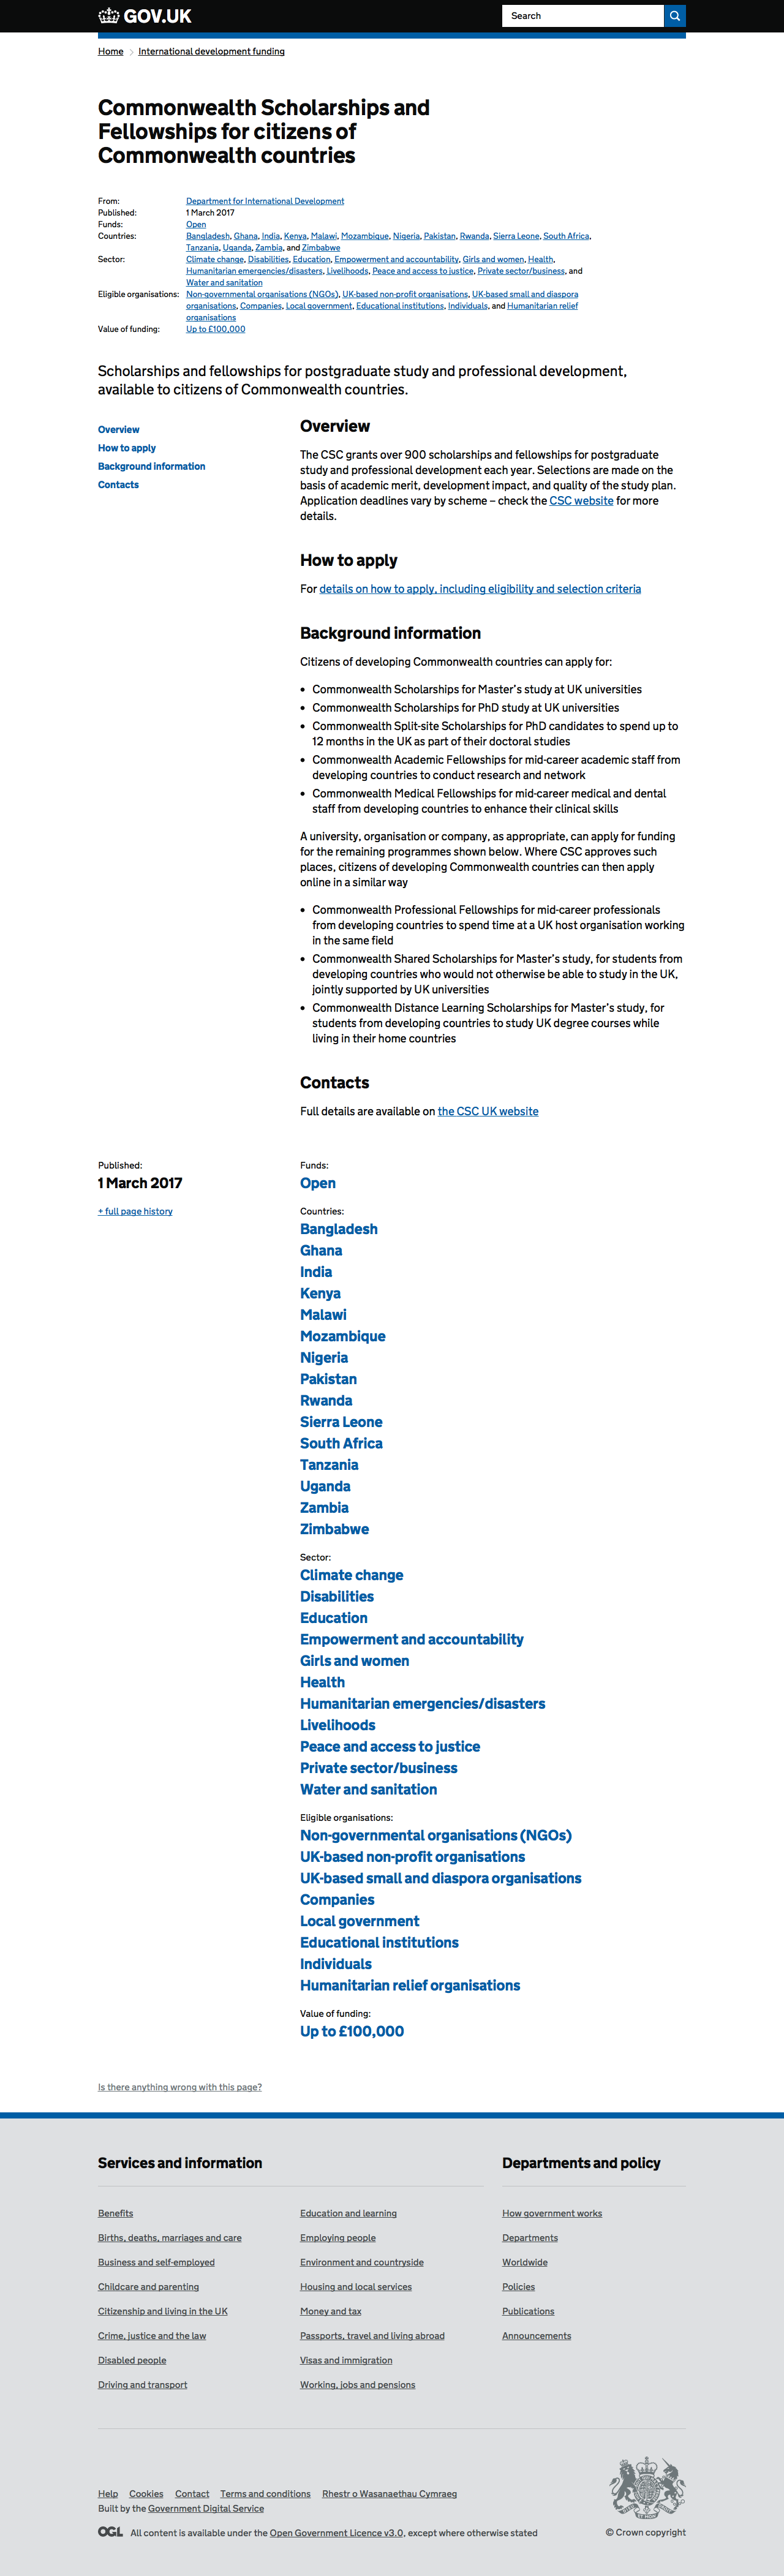 GOV.UK
Search
Home
International development funding
Commonwealth Scholarships and
Fellowships for citizens of
Commonwealth countries
From: Department for International Development
Published: 1 March 2017
Funds: Open
Countries: Bangladesh, Ghana, India, Kenya, Malawi, Mozambique, Nigeria, Pakistan, Rwanda, Sierra Leone, South Africa,
Tanzania, Uganda, Zambia, and Zimbabwe
Sector: Climate change, Disabilities, Education, Empowerment and accountability, Girls and women, Health,
Humanitarian emergencies/disasters, Livelihoods, Peace and access to justice, Private sector/business, and
Water and sanitation
Eligible organisations: Non-governmental organisations (NGOs), UK-based non-profit organisations, UK-based small and diaspora
organisations, Companies, Local government, Educational institutions, Individuals, and Humanitarian relief
organisations
Value of funding: Up to £100,000
Scholarships and fellowships for postgraduate study and professional development,
available to citizens of Commonwealth countries.
Overview
How to apply
Background information
Contacts
Overview
The CSC grants over 900 scholarships and fellowships for postgraduate
study and professional development each year. Selections are made on the
basis of academic merit, development impact, and quality of the study plan.
Application deadlines vary by scheme – check the CSC website for more
details.
How to apply
For details on how to apply, including eligibility and selection criteria
Background information
Citizens of developing Commonwealth countries can apply for:
• Commonwealth Scholarships for Master's study at UK universities
• Commonwealth Scholarships for PhD study at UK universities
• Commonwealth Split-site Scholarships for PhD candidates to spend up to
12 months in the UK as part of their doctoral studies
• Commonwealth Academic Fellowships for mid-career academic staff from
developing countries to conduct research and network
• Commonwealth Medical Fellowships for mid-career medical and dental
staff from developing countries to enhance their clinical skills
A university, organisation or company, as appropriate, can apply for funding
for the remaining programmes shown below. Where CSC approves such
places, citizens of developing Commonwealth countries can then apply
online in a similar way
• Commonwealth Professional Fellowships for mid-career professionals
from developing countries to spend time at a UK host organisation working
in the same field
• Commonwealth Shared Scholarships for Master's study, for students from
developing countries who would not otherwise be able to study in the UK,
jointly supported by UK universities
• Commonwealth Distance Learning Scholarships for Master's study, for
students from developing countries to study UK degree courses while
living in their home countries
Contacts
Full details are available on the CSC UK website
Published:
1 March 2017
+ full page history
Funds:
Open
Countries:
Bangladesh
Ghana
India
Kenya
Malawi
Mozambique
Nigeria
Pakistan
Rwanda
Sierra Leone
South Africa
Tanzania
Uganda
Zambia
Zimbabwe
Sector:
Climate change
Disabilities
Education
Empowerment and accountability
Girls and women
Health
Humanitarian emergencies/disasters
Livelihoods
Peace and access to justice
Private sector/business
Water and sanitation
Eligible organisations:
Non-governmental organisations (NGOs)
UK-based non-profit organisations
UK-based small and diaspora organisations
Companies
Local government
Educational institutions
Individuals
Humanitarian relief organisations
Value of funding:
Up to £100,000
Is there anything wrong with this page?
Services and information
Benefits
Births, deaths, marriages and care
Business and self-employed
Childcare and parenting
Citizenship and living in the UK
Crime, justice and the law
Disabled people
Driving and transport
Education and learning
Employing people
Environment and countryside
Housing and local services
Money and tax
Passports, travel and living abroad
Visas and immigration
Working, jobs and pensions
Departments and policy
How government works
Departments
Worldwide
Policies
Publications
Announcements
Help Cookies Contact Terms and conditions Rhestr o Wasanaethau Cymraeg
Built by the Government Digital Service
OGL All content is available under the Open Government Licence v3.0, except where otherwise stated
© Crown copyright